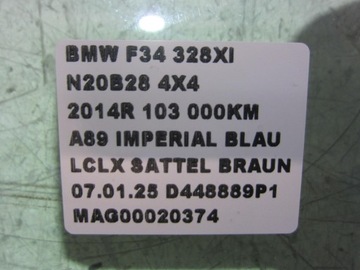 BMW F34 328XI
N20B28 4X4
2014R 103 000KM
A89 IMPERIAL BLAU
LCLX SATTEL BRAUN
07.01.25 D448889P1
MAG00020374